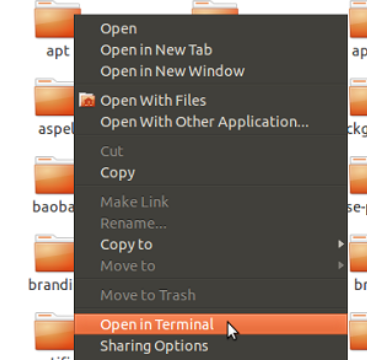 apt
aspel
baoba
brandi
Open
Open in New Tab
Open in New Window
Open With Files
Open With Other Application...
Cut
Copy
Make Link
Rename...
Copy to
Move to
Move to Trash
Open in Terminal
Sharing Options
ap
ckg
se-p
br